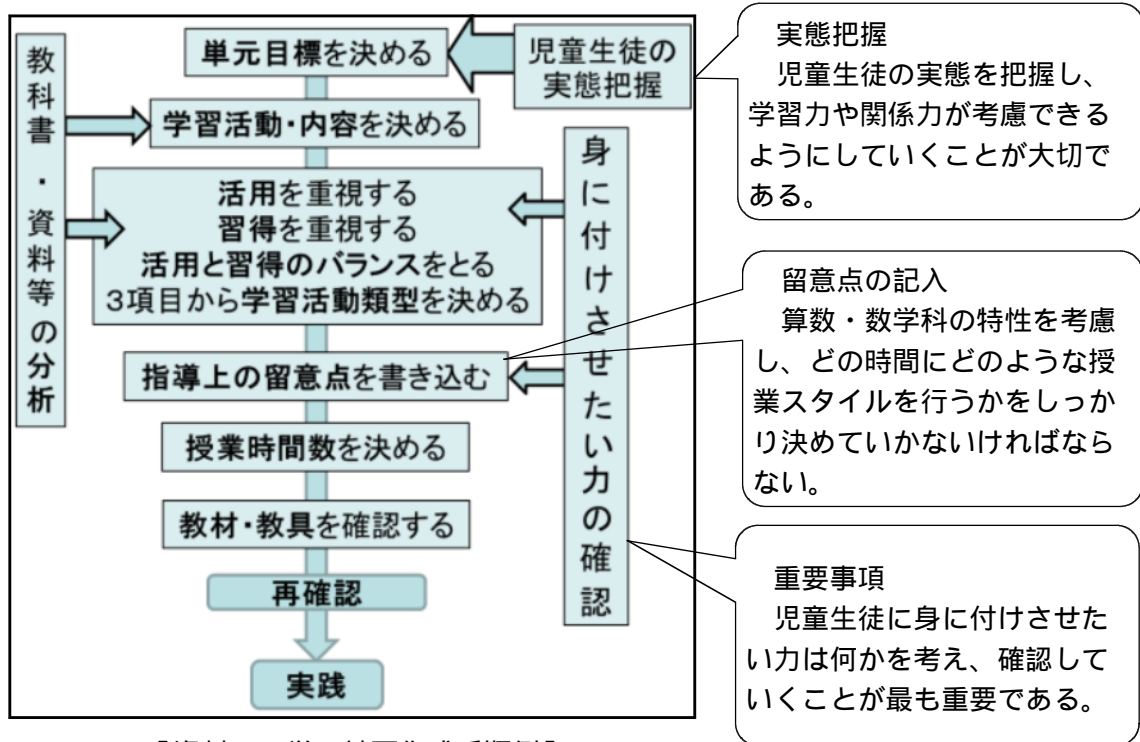 教科書・資料等の分析
単元目標を決める
児童生徒の
実態把握
学習活動・内容を決める
活用を重視する
習得を重視する
活用と習得のバランスをとる
3項目から学習活動類型を決める
身に付けさせたい力の確認
指導上の留意点を書き込む
授業時間数を決める
教材・教具を確認する
再確認
実践
実態把握
児童生徒の実態を把握し、
学習力や関係力が考慮できる
ようにしていくことが大切で
ある。
留意点の記入
算数・数学科の特性を考慮
し、どの時間にどのような授
業スタイルを行うかをしっか
り決めていかないければなら
ない。
重要事項
児童生徒に身に付けさせた
い力は何かを考え、確認して
いくことが最も重要である。